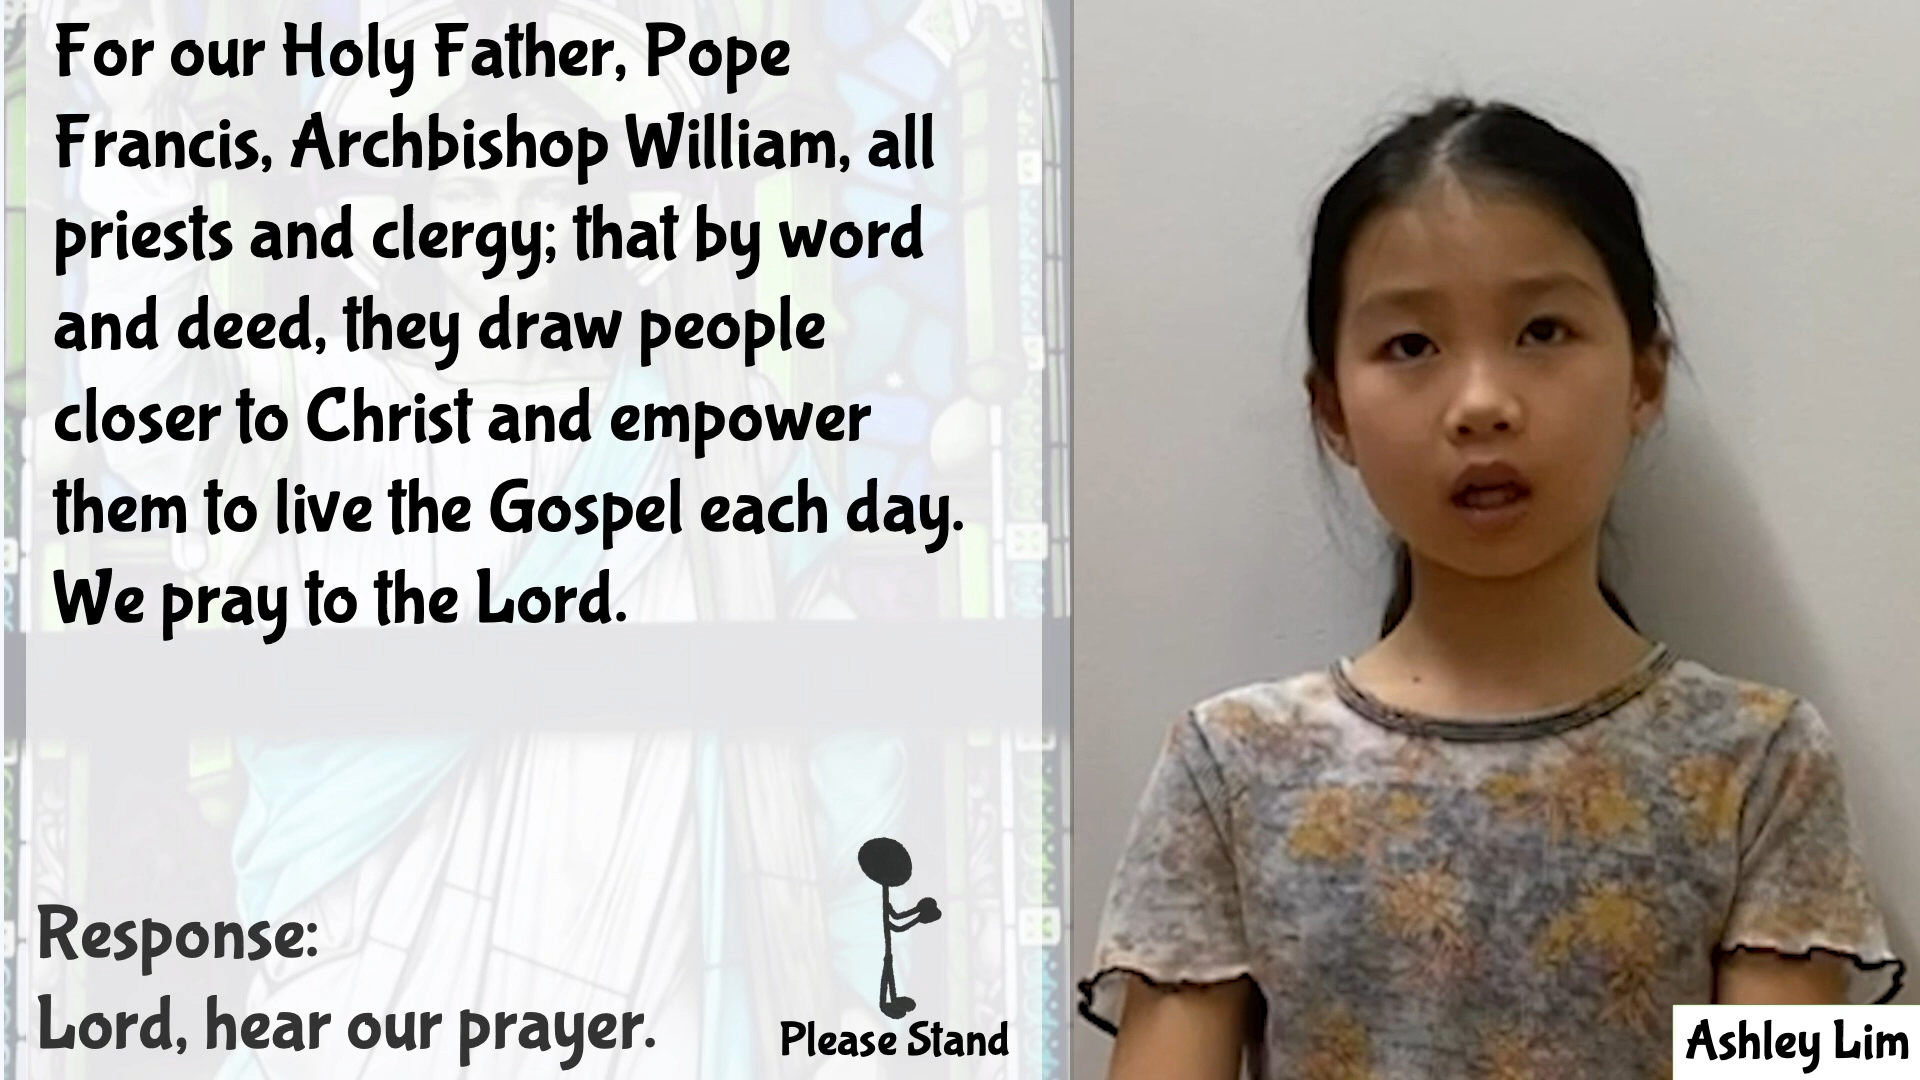 For our Holy Father, Pope
Francis, Archbishop William, all
priests and clergy; that by word
and deed, they draw people
closer to Christ and empower
them to live the Gospel each day.
We pray to the Lord.
Response:
Lord, hear our prayer.
Please Stand
Ashley Lim